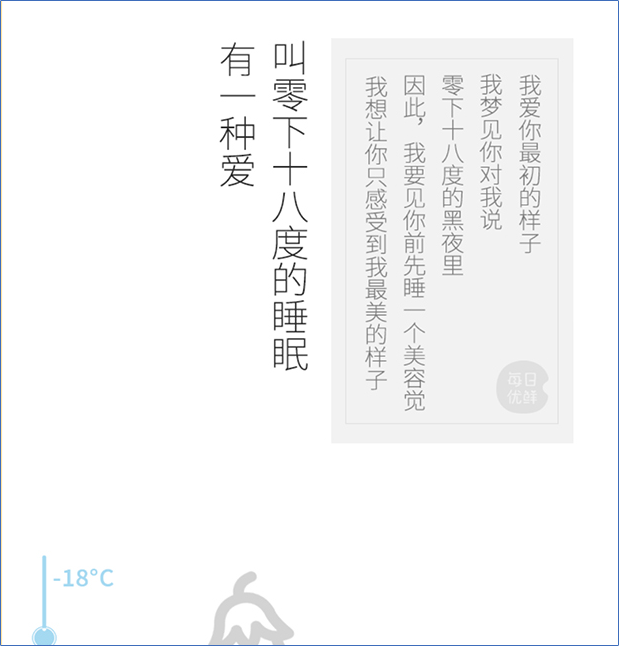 有一种爱
叫零下十八度的睡眠
我想让你只感受到我最美的样子
因此，我要见你前先睡一个美容觉
零下十八度的黑夜里
我梦见你对我说
我爱你最初的样子
每日
优鲜
-18°C